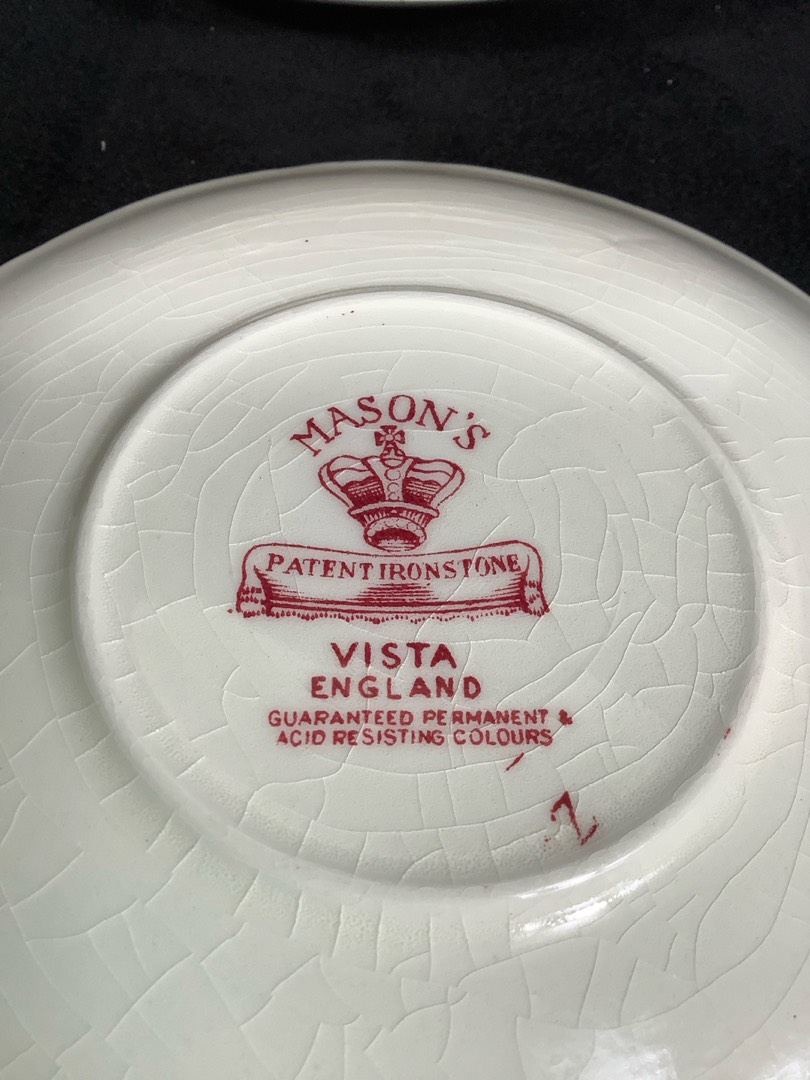 MASON'S
PATENT IRONSTONE
VISTA
ENGLAND
GUARANTEED PERMANENT &
ACID RESISTING COLOURS
Z